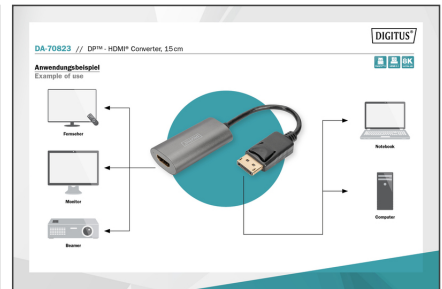 DIGITUS®
DA-70823 // DP™ - HDMI® Converter, 15 cm
Anwendungsbeispiel
Example of use
8K
Fernseher
Monitor
Beamer
Notebook
Computer